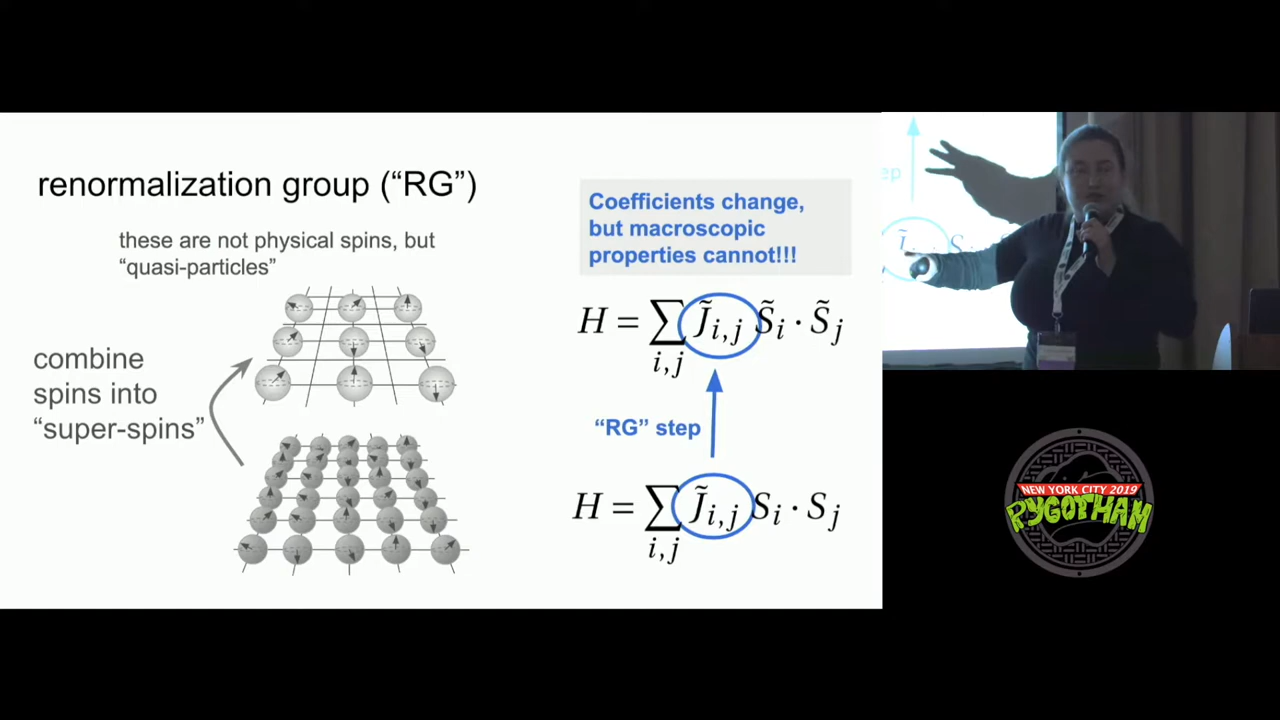 renormalization group (“RG”)
these are not physical spins, but
“quasi-particles”
combine
spins into
“super-spins”
Coefficients change,
but macroscopic
properties cannot!!!
H = ∑ J̃i,j S̃i · S̃j
i,j
“RG” step
H = ∑ J̃i,j Si · Sj
i,j
ep
NEW YORK CITY 2019
PYGOTHAM